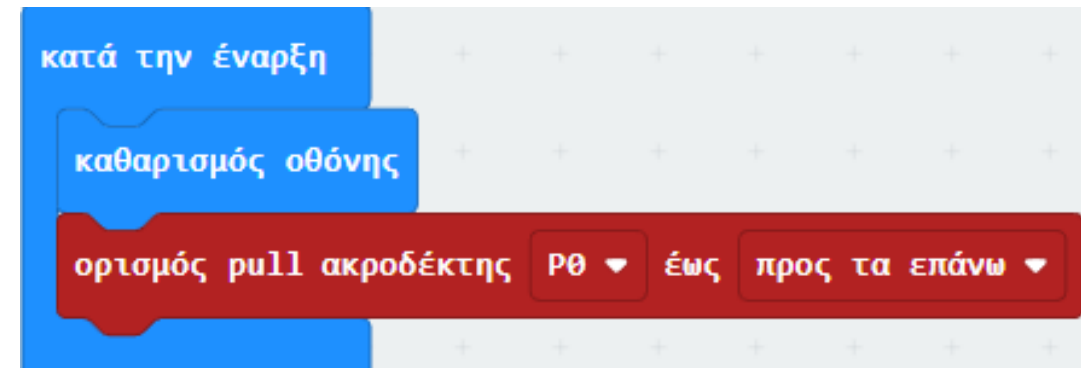 κατά την έναρξη
καθαρισμός οθόνης
ορισμός pull ακροδέκτης P0 έως προς τα επάνω